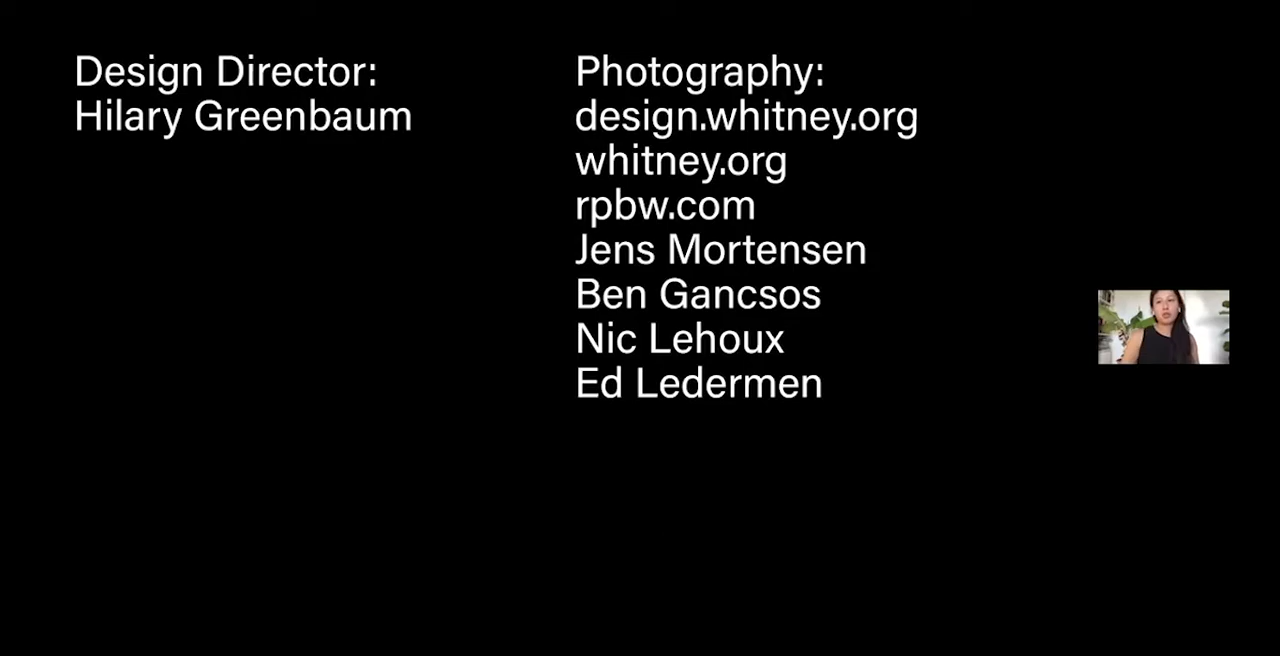 Design Director:
Hilary Greenbaum
Photography:
design.whitney.org
whitney.org
rpbw.com
Jens Mortensen
Ben Gancsos
Nic Lehoux
Ed Ledermen